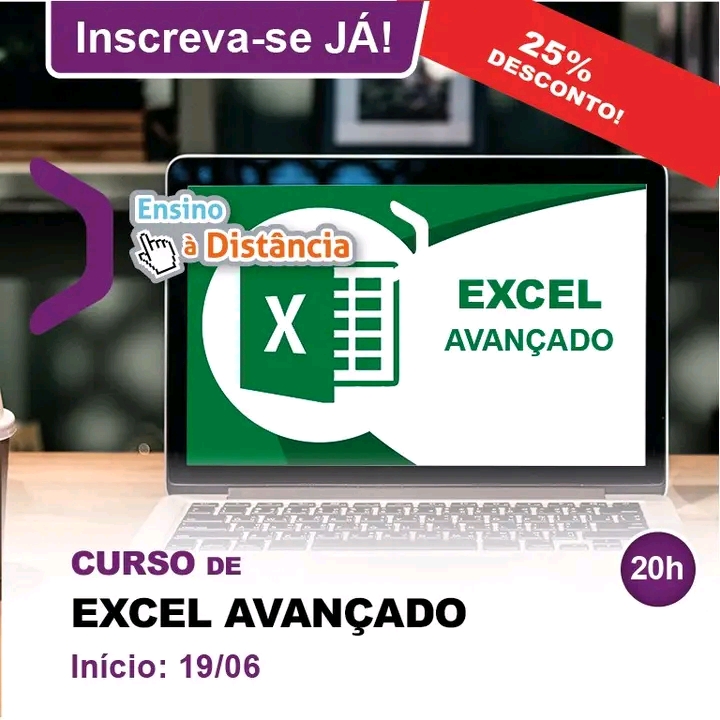 Inscreva-se JÁ!
25%
DESCONTO!
Ensino
à Distância
X
EXCEL
AVANÇADO
CURSO DE
EXCEL AVANÇADO
20h
Início: 19/06